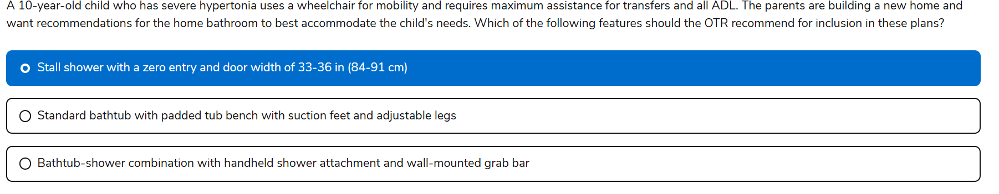 A 10-year-old child who has severe hypertonia uses a wheelchair for mobility and requires maximum assistance for transfers and all ADL. The parents are building a new home and
want recommendations for the home bathroom to best accommodate the child's needs. Which of the following features should the OTR recommend for inclusion in these plans?
Stall shower with a zero entry and door width of 33-36 in (84-91 cm)
Standard bathtub with padded tub bench with suction feet and adjustable legs
Bathtub-shower combination with handheld shower attachment and wall-mounted grab bar